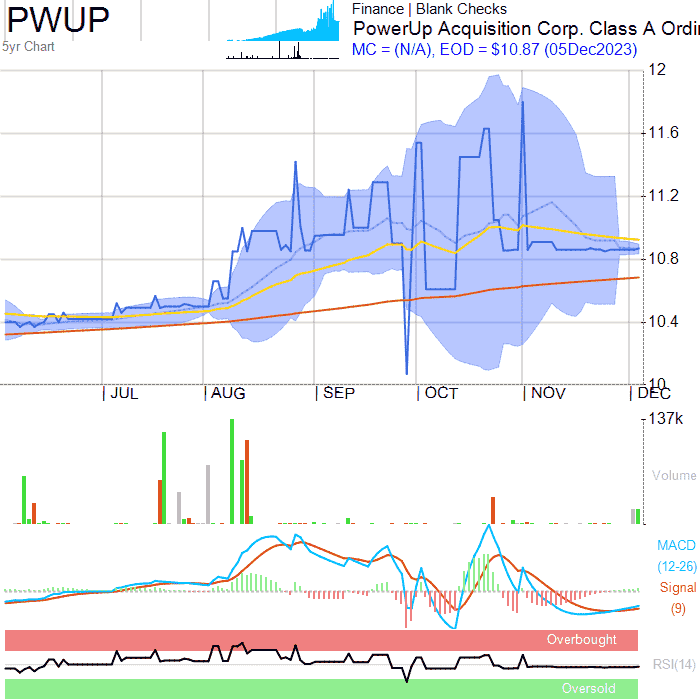 PWUP
5yr Chart
Finance | Blank Checks
PowerUp Acquisition Corp. Class A Ordi
MC = (N/A), EOD = $10.87 (05Dec2023)
12
11.6
11.2
10.8
10.4
10
| JUL | AUG | SEP | OCT | NOV | DEC
137k
Volume
MACD
(12-26)
Signal
(9)
Overbought
RSI(14)
Oversold